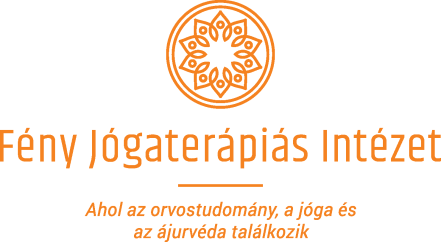 Fény Jógaterápiás Intézet
Ahol az orvostudomány, a jóga és
az ájurvéda találkozik